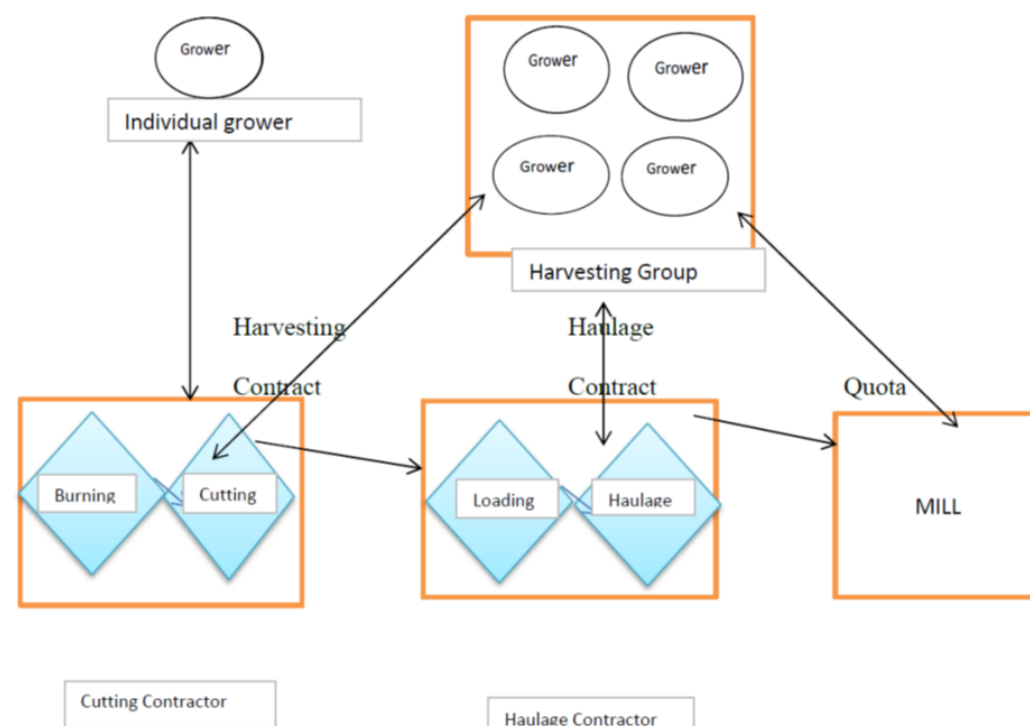 Grower
Grower
Grower
Individual grower
Grower
Grower
Harvesting Group
Harvesting
Haulage
Contract
Contract
Quota
Burning
Cutting
Loading
Haulage
MILL
Cutting Contractor
Haulage Contractor